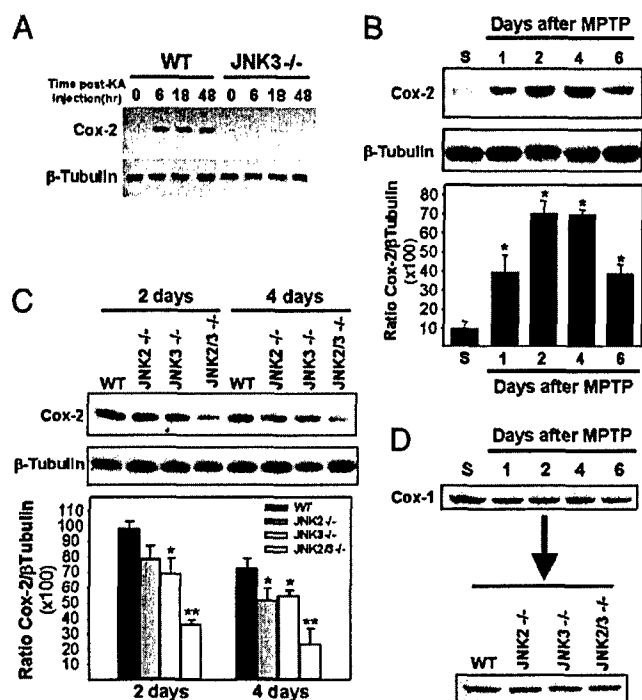 A
WT JNK3 -/-
Time post-KA
injection(hr) 0 6 18 48 0 6 18 48
Cox-2
β-Tubulin
B
Days after MPTP
S 1 2 4 6
Cox-2
β-Tubulin
Ratio Cox-2/βTubulin
(x100)
80
70
60
50
40
30
20
10
* * * *
S 1 2 4 6
Days after MPTP
C
2 days 4 days
WT JNK2 -/- JNK3 -/- JNK2/3 -/- WT JNK2 -/- JNK3 -/- JNK2/3 -/-
Cox-2
β-Tubulin
Ratio Cox-2/βTubulin
(x100)
110
100
90
80
70
60
50
40
30
20
10
WT
JNK2 -/-
JNK3 -/-
JNK2/3 -/-
* ** * * **
2 days 4 days
D
Days after MPTP
S 1 2 4 6
Cox-1
WT JNK2 -/- JNK3 -/- JNK2/3 -/-